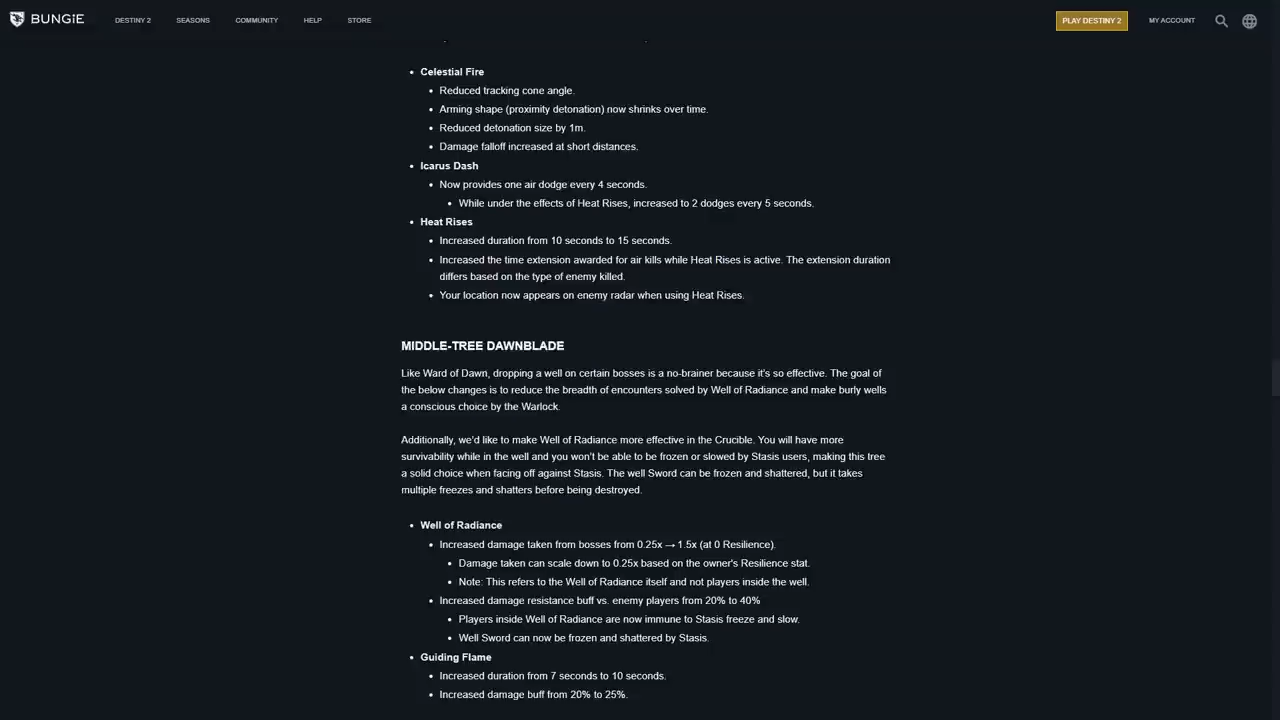 BUNGiE DESTINY 2 SEASONS COMMUNITY HELP STORE PLAY DESTINY 2 MY ACCOUNT
Celestial Fire
Reduced tracking cone angle.
Arming shape (proximity detonation) now shrinks over time.
Reduced detonation size by 1m.
Damage falloff increased at short distances.
Icarus Dash
Now provides one air dodge every 4 seconds.
While under the effects of Heat Rises, increased to 2 dodges every 5 seconds.
Heat Rises
Increased duration from 10 seconds to 15 seconds.
Increased the time extension awarded for air kills while Heat Rises is active. The extension duration
differs based on the type of enemy killed.
Your location now appears on enemy radar when using Heat Rises.
MIDDLE-TREE DAWNBLADE
Like Ward of Dawn, dropping a well on certain bosses is a no-brainer because it's so effective. The goal of
the below changes is to reduce the breadth of encounters solved by Well of Radiance and make burly wells
a conscious choice by the Warlock.
Additionally, we'd like to make Well of Radiance more effective in the Crucible. You will have more
survivability while in the well and you won't be able to be frozen or slowed by Stasis users, making this tree
a solid choice when facing off against Stasis. The well Sword can be frozen and shattered, but it takes
multiple freezes and shatters before being destroyed.
Well of Radiance
Increased damage taken from bosses from 0.25x → 1.5x (at 0 Resilience).
Damage taken can scale down to 0.25x based on the owner's Resilience stat.
Note: This refers to the Well of Radiance itself and not players inside the well.
Increased damage resistance buff vs. enemy players from 20% to 40%
Players inside Well of Radiance are now immune to Stasis freeze and slow.
Well Sword can now be frozen and shattered by Stasis.
Guiding Flame
Increased duration from 7 seconds to 10 seconds.
Increased damage buff from 20% to 25%.